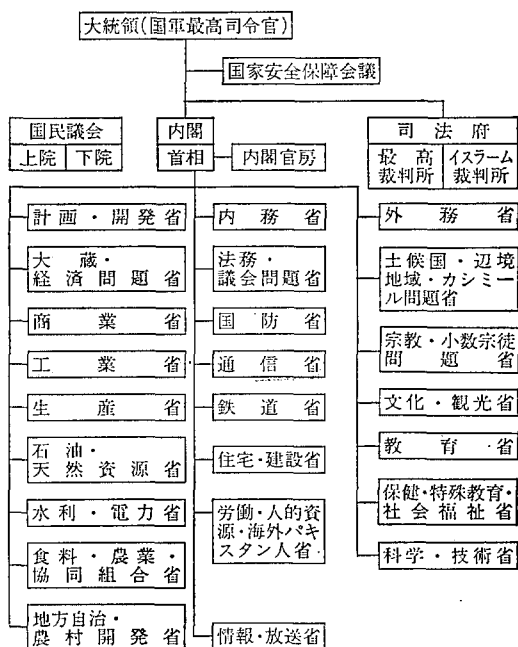 大統領(国軍最高司令官)
国家安全保障会議
国民議会
上院 下院
内閣
首相
内閣官房
司法府
最高裁判所
イスラーム裁判所
計画・開発省
大蔵・
経済問題省
商業省
工業省
生産省
石油・
天然資源省
水利・電力省
食料・農業・
協同組合省
地方自治・
農村開発省
内務省
法務・
議会問題省
国防省
通信省
鉄道省
住宅・建設省
労働・人的資
源・海外パキ
スタン人省
情報・放送省
外務省
土候国・辺境
地域・カシミー
ル問題省
宗教・小数宗徒
問題省
文化・観光省
教育省
保健・特殊教育・
社会福祉省
科学・技術省